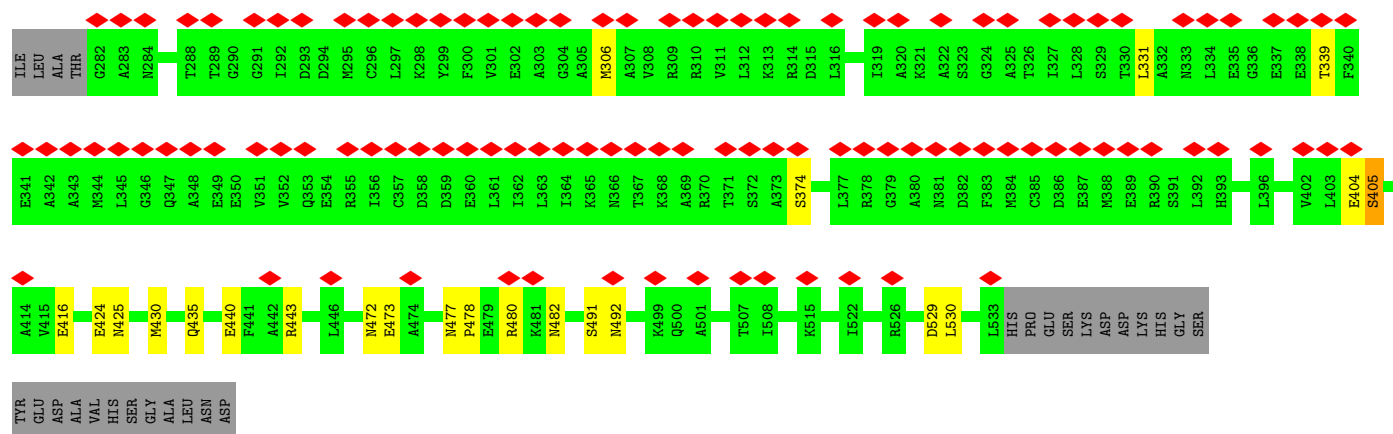 ILE LEU ALA THR G282 A283 N284 T288 T289 G290 G291 I292 D293 D294 M295 C296 L297 K298 Y299 F300 V301 E302 A303 G304 A305 M306 A307 V308 R309 R310 V311 L312 K313 R314 D315 L316 I319 A320 K321 A322 S323 G324 A325 T326 I327 L328 S329 T330 L331 A332 N333 L334 E335 G336 E337 E338 T339 F340
E341 A342 A343 M344 L345 G346 Q347 A348 E349 E350 V351 V352 Q353 E354 R355 I356 C357 D358 D359 E360 L361 I362 L363 I364 K365 N366 T367 K368 A369 R370 T371 S372 A373 S374 L377 R378 G379 A380 N381 D382 F383 M384 C385 D386 E387 M388 E389 R390 S391 L392 H393 L396 V402 L403 E404 S405
A414 V415 E416 E424 N425 M430 Q435 E440 F441 A442 R443 L446 N472 E473 A474 N477 P478 E479 R480 K481 N482 S491 N492 K499 Q500 A501 T507 I508 K515 I522 R526 D529 L530 L533 HIS PRO GLU SER LYS ASP ASP LYS HIS GLY SER
TYR GLU ASP ALA VAL HIS SER GLY ALA LEU ASN ASP